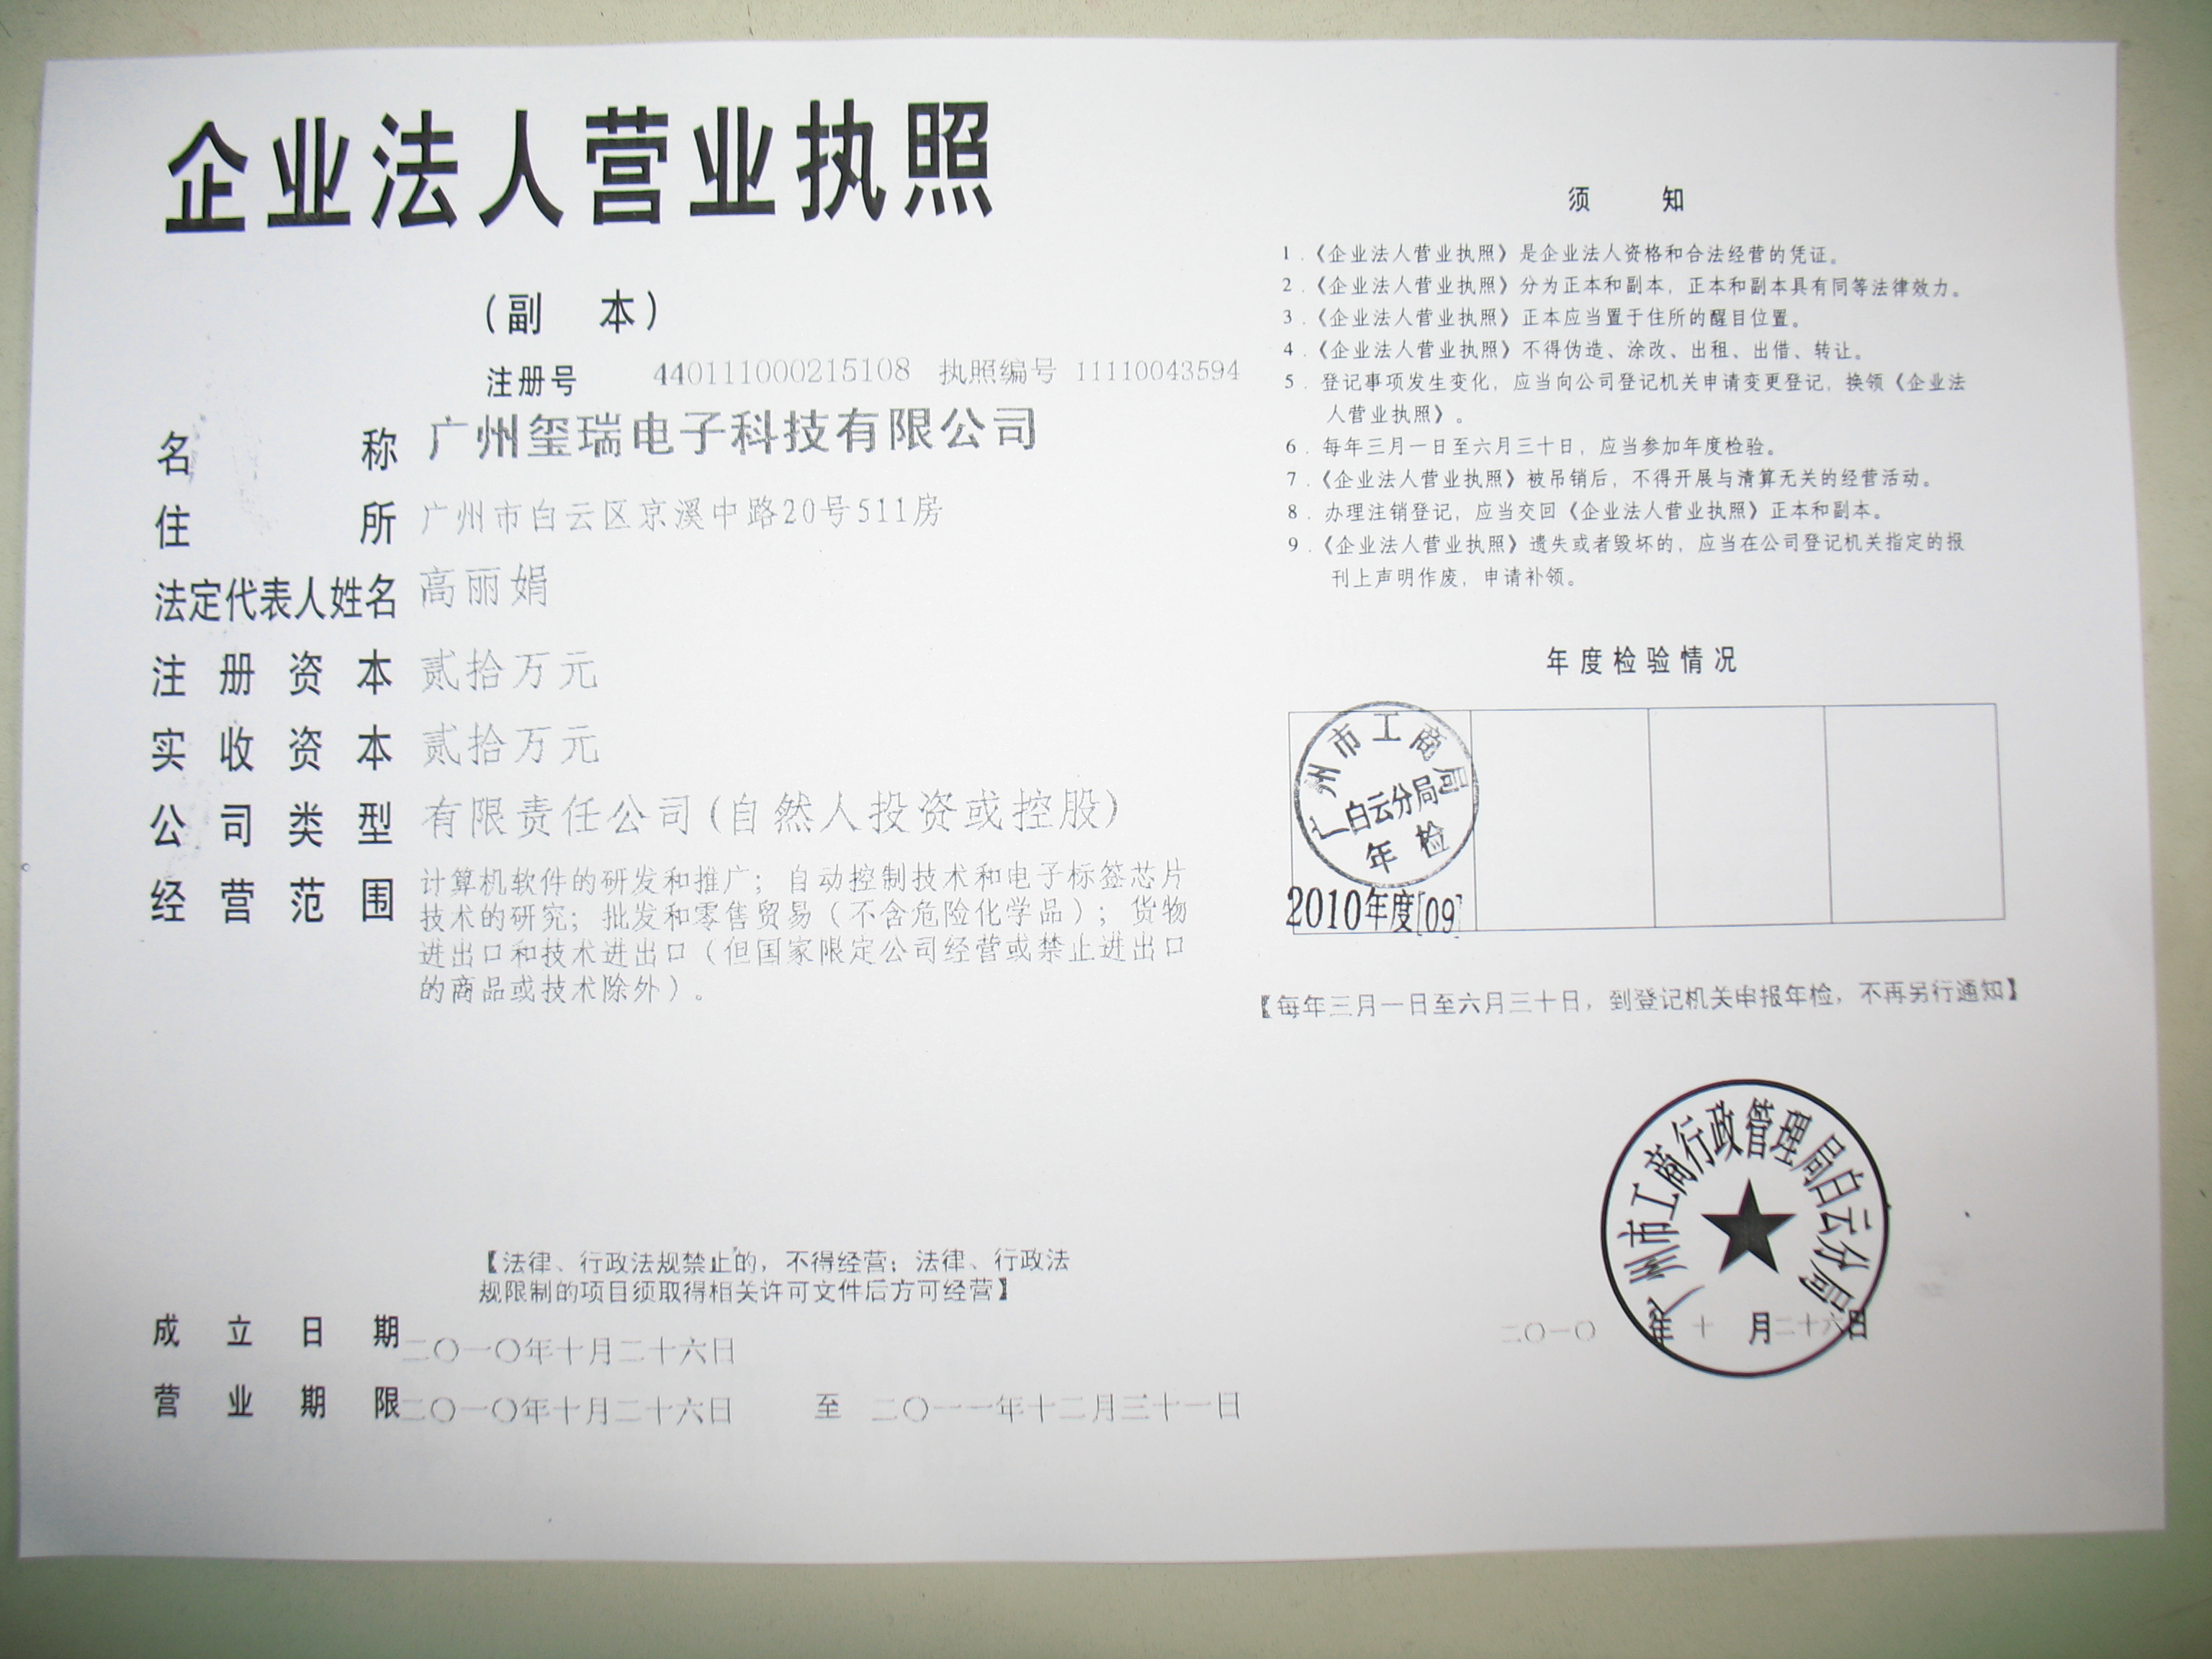 企业法人营业执照
（副 本）
注册号 440111000215108 执照编号 11110043594
名称 广州玺瑞电子科技有限公司
住所 广州市白云区京溪中路20号511房
法定代表人姓名 高丽娟
注册资本 贰拾万元
实收资本 贰拾万元
公司类型 有限责任公司(自然人投资或控股)
经营范围 计算机软件的研发和推广；自动控制技术和电子标签芯片
技术的研究；批发和零售贸易（不含危险化学品）；货物
进出口和技术进出口（但国家限定公司经营或禁止进出口
的商品或技术除外）。
【法律、行政法规禁止的，不得经营；法律、行政法
规限制的项目须取得相关许可文件后方可经营】
成立日期 二〇一〇年十月二十六日
营业期限 二〇一〇年十月二十六日 至 二〇一一年十二月三十一日
须 知
1．《企业法人营业执照》是企业法人资格和合法经营的凭证。
2．《企业法人营业执照》分为正本和副本，正本和副本具有同等法律效力。
3．《企业法人营业执照》正本应当置于住所的醒目位置。
4．《企业法人营业执照》不得伪造、涂改、出租、出借、转让。
5．登记事项发生变化，应当向公司登记机关申请变更登记，换领《企业法
人营业执照》。
6．每年三月一日至六月三十日，应当参加年度检验。
7．《企业法人营业执照》被吊销后，不得开展与清算无关的经营活动。
8．办理注销登记，应当交回《企业法人营业执照》正本和副本。
9．《企业法人营业执照》遗失或者毁坏的，应当在公司登记机关指定的报
刊上声明作废，申请补领。
年度检验情况
广州市工商局
白云分局
年检
2010年度[09]
【每年三月一日至六月三十日，到登记机关申报年检，不再另行通知】
广州市工商行政管理局白云分局
二〇一〇年十月二十六日